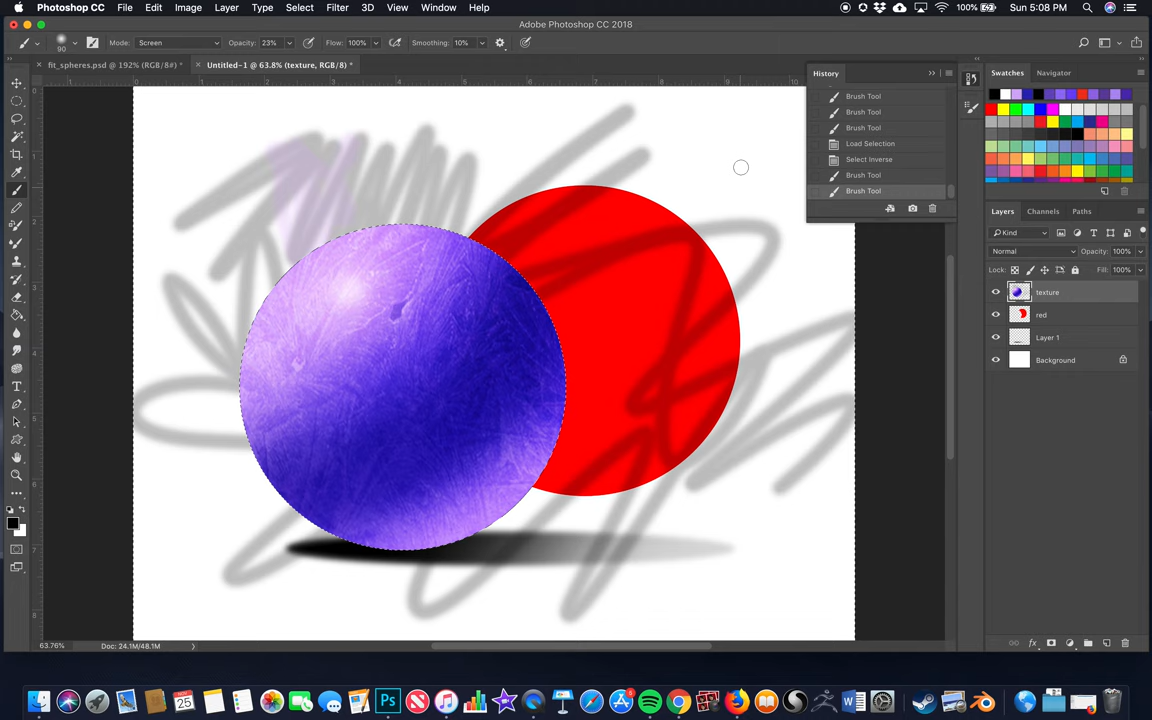 Photoshop CC File Edit Image Layer Type Select Filter 3D View Window Help 100% Sun 5:08 PM
Adobe Photoshop CC 2018
90 Mode: Screen Opacity: 23% Flow: 100% Smoothing: 10%
fit_spheres.psd @ 192% (RGB/8#) * Untitled-1 @ 63.8% (texture, RGB/8) *
History
Brush Tool
Brush Tool
Brush Tool
Load Selection
Select Inverse
Brush Tool
Brush Tool
Swatches Navigator
Layers Channels Paths
Kind
Normal Opacity: 100%
Lock: Fill: 100%
texture
red
Layer 1
Background
63.76% Doc: 24.1M/48.1M